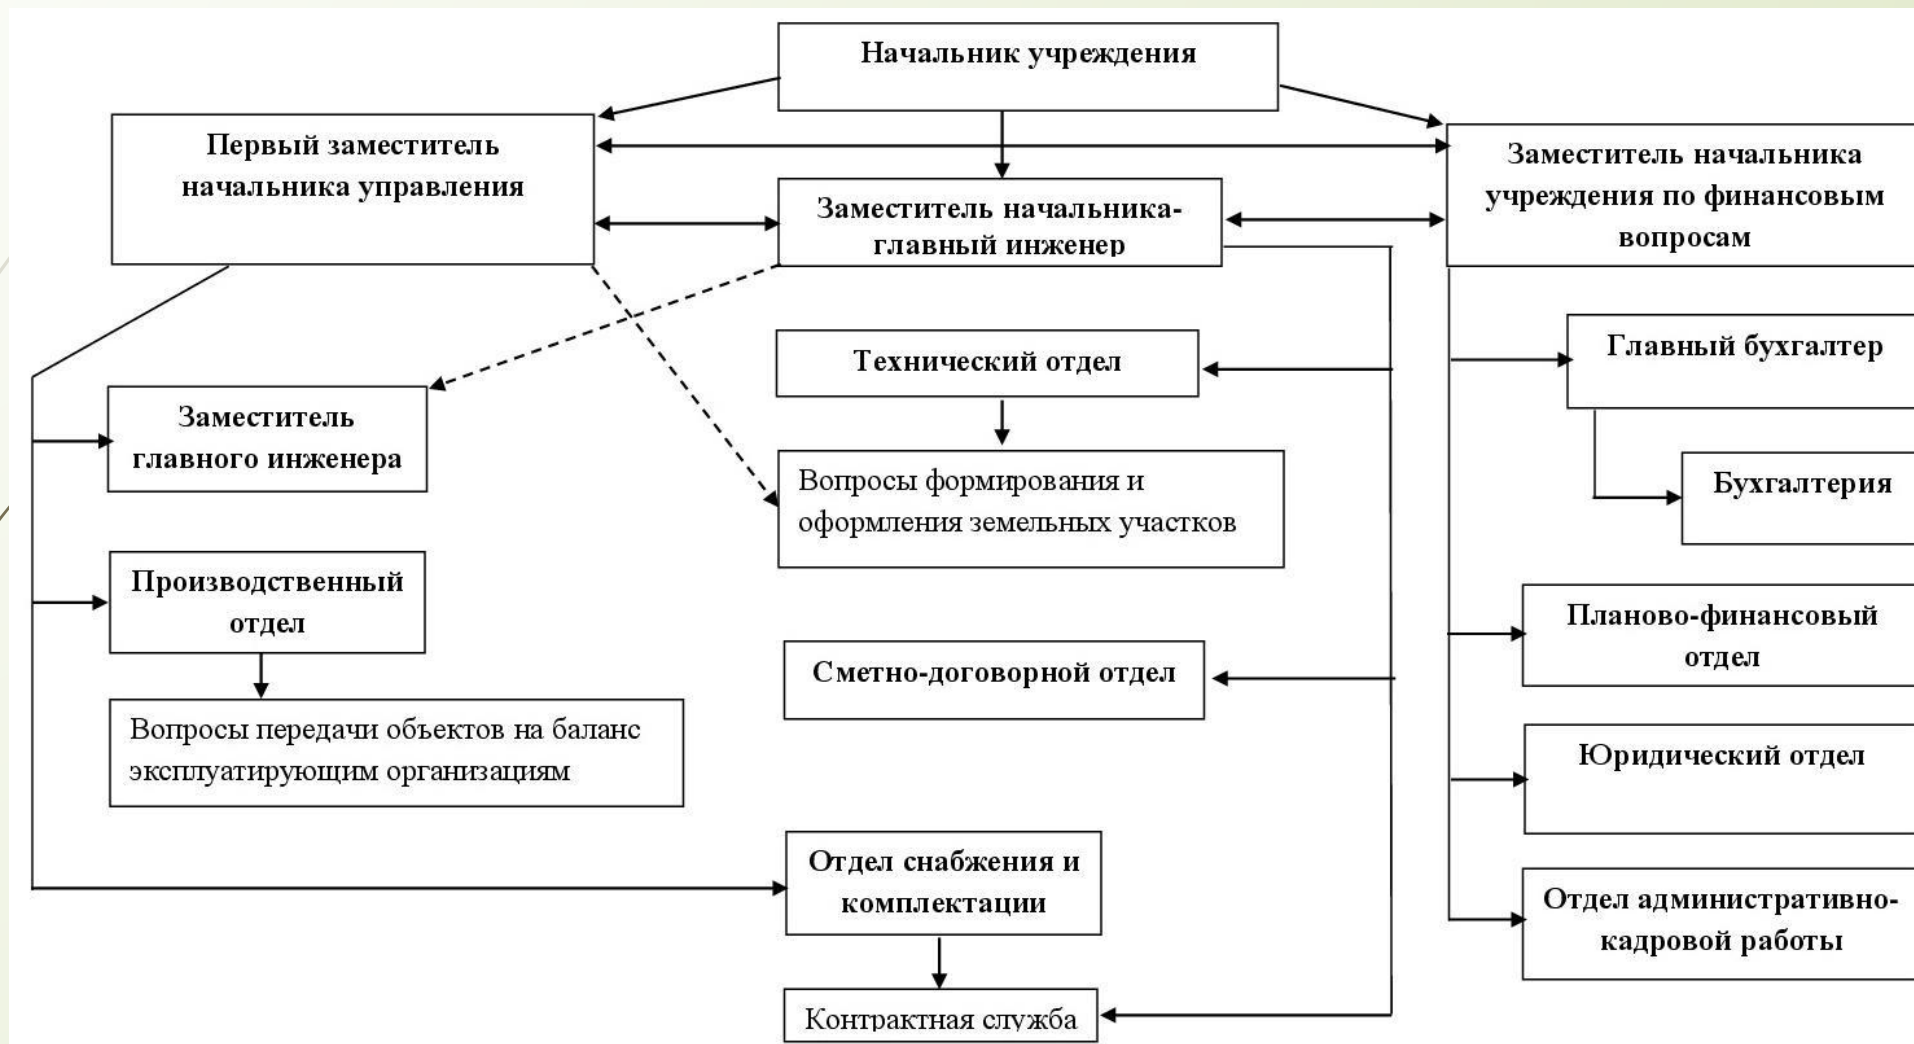 Начальник учреждения
Первый заместитель
начальника управления
Заместитель начальника-
главный инженер
Заместитель начальника
учреждения по финансовым
вопросам
Технический отдел
Главный бухгалтер
Заместитель
главного инженера
Вопросы формирования и
оформления земельных участков
Бухгалтерия
Производственный
отдел
Планово-финансовый
отдел
Сметно-договорной отдел
Вопросы передачи объектов на баланс
эксплуатирующим организациям
Юридический отдел
Отдел снабжения и
комплектации
Отдел административно-
кадровой работы
Контрактная служба